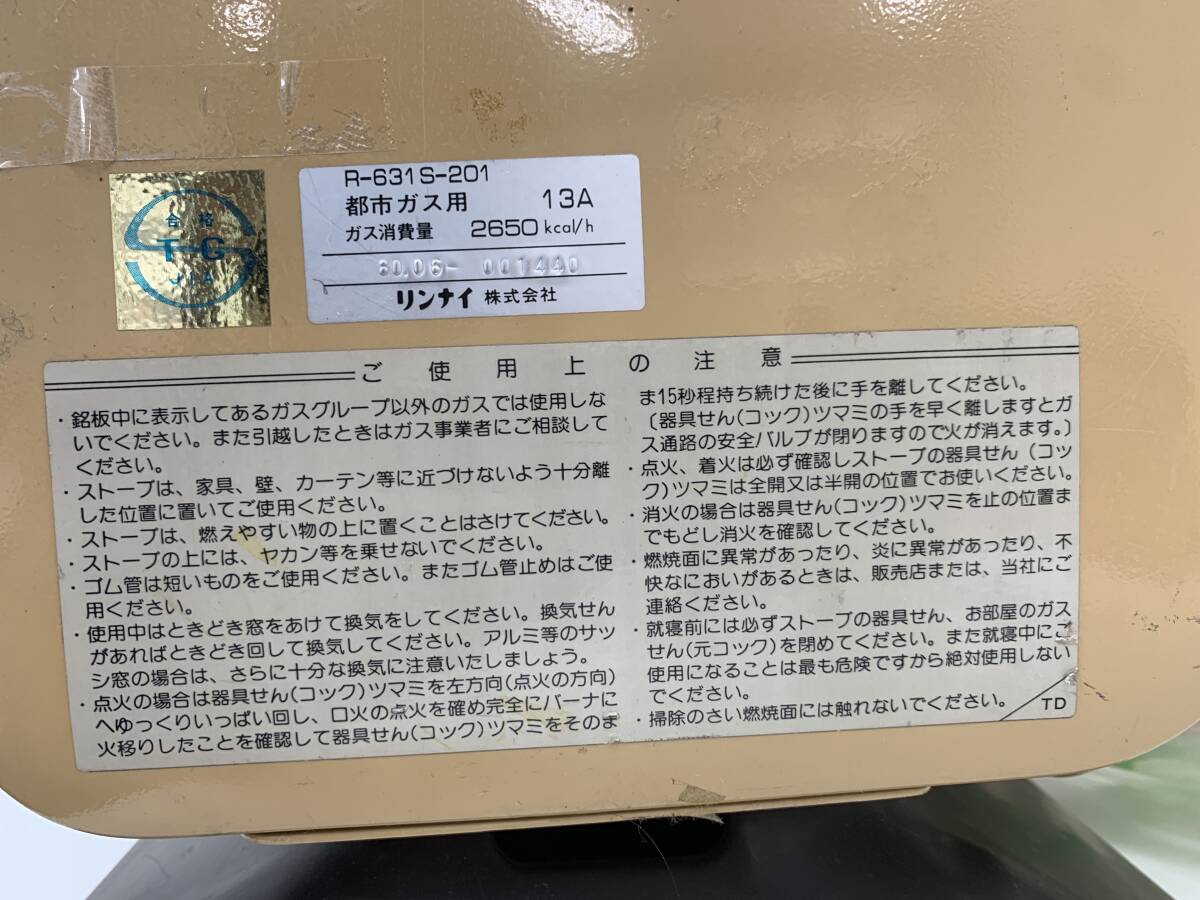 合格
TG
JIA
R-631S-201
都市ガス用 13A
ガス消費量 2650 kcal/h
60.06- 001440
リンナイ 株式会社
ご使用上の注意
・銘板中に表示してあるガスグループ以外のガスでは使用しな
いでください。また引越したときはガス事業者にご相談して
ください。
・ストーブは、家具、壁、カーテン等に近づけないよう十分離
した位置に置いてご使用ください。
・ストーブは、燃えやすい物の上に置くことはさけてください。
・ストーブの上には、ヤカン等を乗せないでください。
・ゴム管は短いものをご使用ください。またゴム管止めはご使
用ください。
・使用中はときどき窓をあけて換気をしてください。換気せん
があればときどき回して換気してください。アルミ等のサッ
シ窓の場合は、さらに十分な換気に注意いたしましょう。
・点火の場合は器具せん(コック)ツマミを左方向(点火の方向)
へゆっくりいっぱい回し、口火の点火を確め完全にバーナに
火移りしたことを確認して器具せん(コック)ツマミをそのま
ま15秒程持ち続けた後に手を離してください。
〔器具せん(コック)ツマミの手を早く離しますとガ
ス通路の安全バルブが閉りますので火が消えます。〕
・点火、着火は必ず確認しストーブの器具せん（コッ
ク)ツマミは全開又は半開の位置でお使いください。
・消火の場合は器具せん(コック)ツマミを止の位置ま
でもどし消火を確認してください。
・燃焼面に異常があったり、炎に異常があったり、不
快なにおいがあるときは、販売店または、当社にご
連絡ください。
・就寝前には必ずストーブの器具せん、お部屋のガス
せん(元コック)を閉めてください。また就寝中にご
使用になることは最も危険ですから絶対使用しない
でください。
・掃除のさい燃焼面には触れないでください。
TD